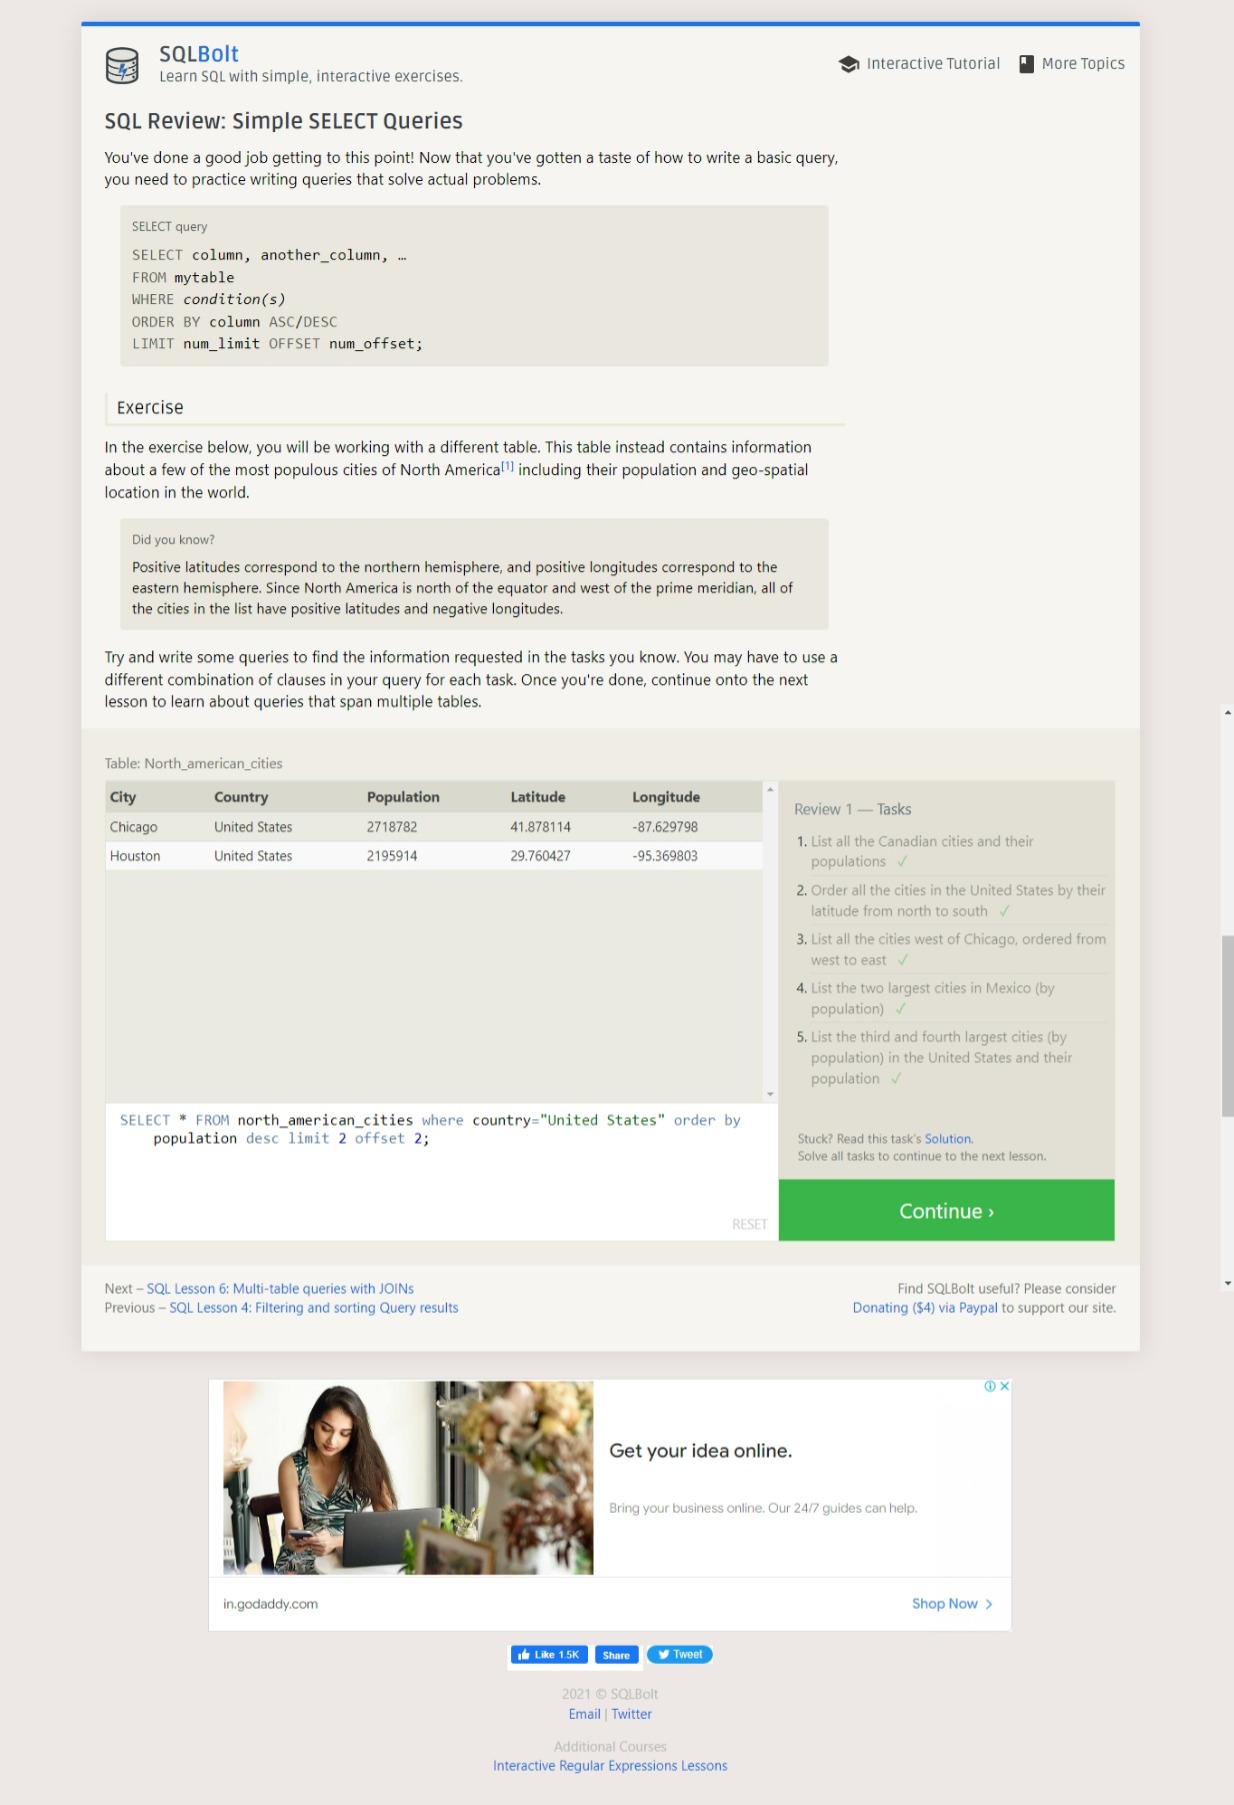 SQLBolt
Learn SQL with simple, interactive exercises.
Interactive Tutorial
More Topics
SQL Review: Simple SELECT Queries
You've done a good job getting to this point! Now that you've gotten a taste of how to write a basic query,
you need to practice writing queries that solve actual problems.
SELECT query
SELECT column, another_column, …
FROM mytable
WHERE condition(s)
ORDER BY column ASC/DESC
LIMIT num_limit OFFSET num_offset;
Exercise
In the exercise below, you will be working with a different table. This table instead contains information
about a few of the most populous cities of North America[1] including their population and geo-spatial
location in the world.
Did you know?
Positive latitudes correspond to the northern hemisphere, and positive longitudes correspond to the
eastern hemisphere. Since North America is north of the equator and west of the prime meridian, all of
the cities in the list have positive latitudes and negative longitudes.
Try and write some queries to find the information requested in the tasks you know. You may have to use a
different combination of clauses in your query for each task. Once you're done, continue onto the next
lesson to learn about queries that span multiple tables.
Table: North_american_cities
City Country Population Latitude Longitude
Chicago United States 2718782 41.878114 -87.629798
Houston United States 2195914 29.760427 -95.369803
SELECT * FROM north_american_cities where country="United States" order by
population desc limit 2 offset 2;
RESET
Review 1 — Tasks
1. List all the Canadian cities and their
populations ✓
2. Order all the cities in the United States by their
latitude from north to south ✓
3. List all the cities west of Chicago, ordered from
west to east ✓
4. List the two largest cities in Mexico (by
population) ✓
5. List the third and fourth largest cities (by
population) in the United States and their
population ✓
Stuck? Read this task's Solution.
Solve all tasks to continue to the next lesson.
Continue ›
Next – SQL Lesson 6: Multi-table queries with JOINs
Previous – SQL Lesson 4: Filtering and sorting Query results
Find SQLBolt useful? Please consider
Donating ($4) via Paypal to support our site.
Get your idea online.
Bring your business online. Our 24/7 guides can help.
in.godaddy.com
Shop Now >
Like 1.5K
Share
Tweet
2021 © SQLBolt
Email | Twitter
Additional Courses
Interactive Regular Expressions Lessons